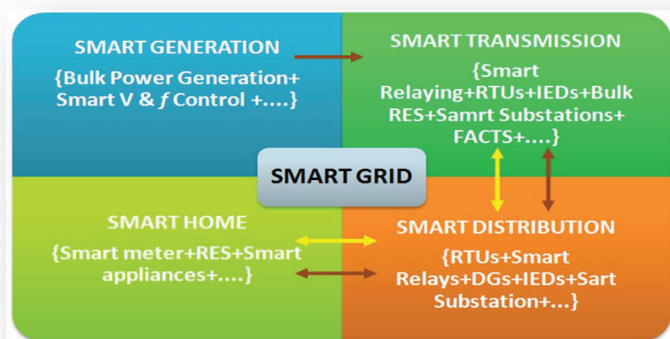 SMART GENERATION
{Bulk Power Generation+
Smart V & f Control +....}
SMART TRANSMISSION
{Smart
Relaying+RTUs+IEDs+Bulk
RES+Samrt Substations+
FACTS+....}
SMART GRID
SMART HOME
{Smart meter+RES+Smart
appliances+....}
SMART DISTRIBUTION
{RTUs+Smart
Relays+DGs+IEDs+Sart
Substation+...}